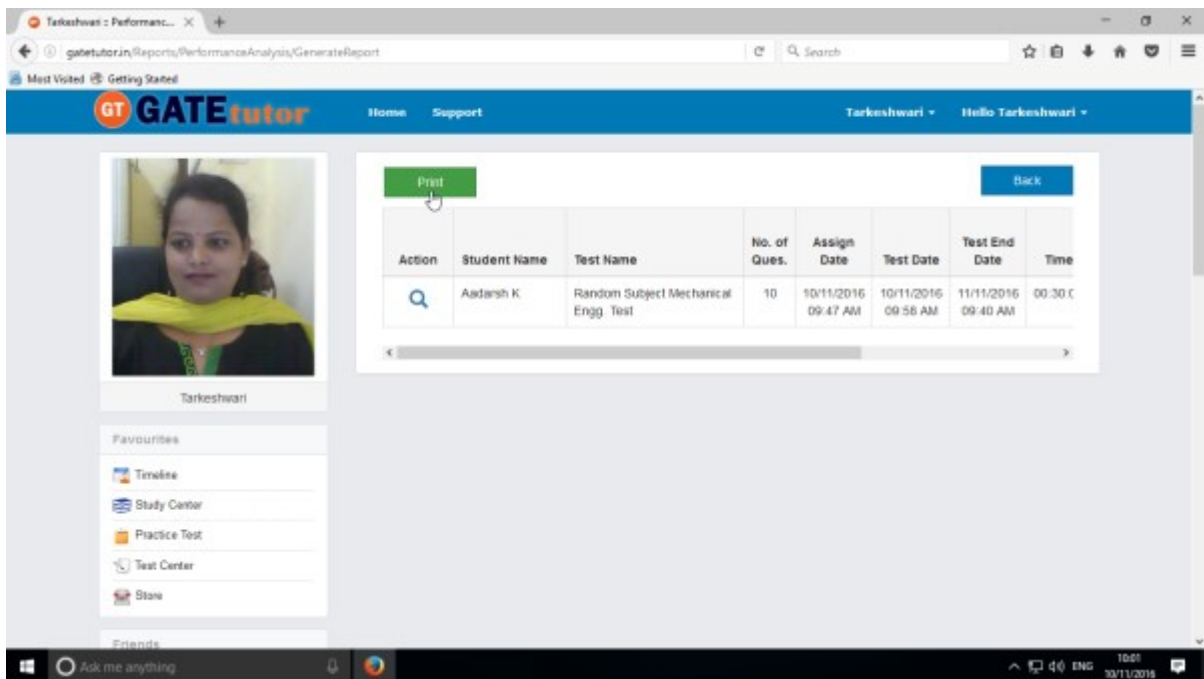 Tarkeshwari : Performanc...
gatetutor.in/Reports/PerformanceAnalysis/GenerateReport
Search
Most Visited
Getting Started
GT GATEtutor
Home
Support
Tarkeshwari
Hello Tarkeshwari
Print
Back
Action
Student Name
Test Name
No. of
Ques.
Assign
Date
Test Date
Test End
Date
Time
Aadarsh K
Random Subject Mechanical
Engg Test
10
10/11/2016
09:47 AM
10/11/2016
09:56 AM
11/11/2016
09:40 AM
00:30:0
Tarkeshwari
Favourites
Timeline
Study Center
Practice Test
Test Center
Store
Friends
Ask me anything
ENG
10:01
10/11/2016